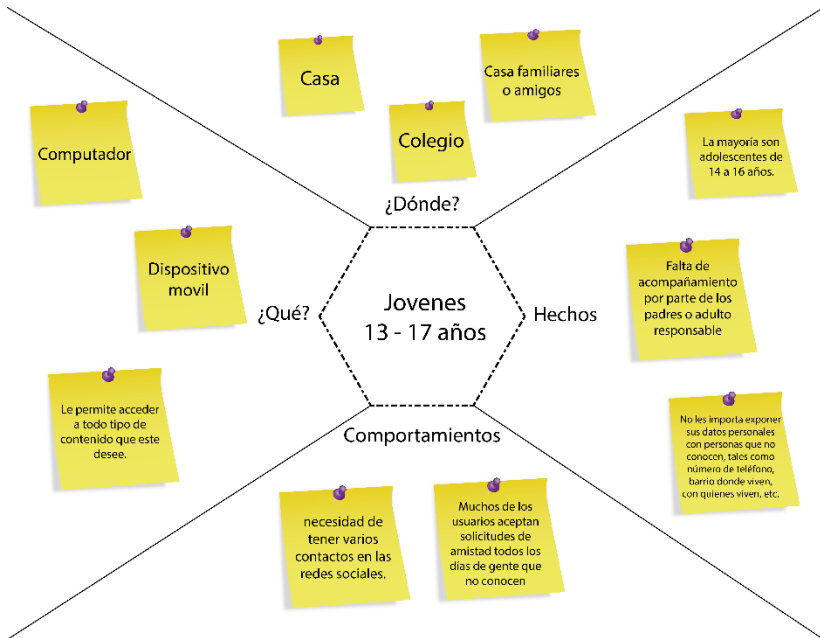 Casa
Casa familiares
o amigos
Colegio
¿Dónde?
Computador
Dispositivo
movil
¿Qué?
Le permite acceder
a todo tipo de
contenido que este
desee.
Jovenes
13 - 17 años
Hechos
La mayoría son
adolescentes de
14 a 16 años.
Falta de
acompañamiento
por parte de los
padres o adulto
responsable
No les importa exponer
sus datos personales
con personas que no
conocen, tales como
número de teléfono,
barrio donde viven,
con quienes viven, etc.
Comportamientos
necesidad de
tener varios
contactos en las
redes sociales.
Muchos de los
usuarios aceptan
solicitudes de
amistad todos los
días de gente que
no conocen